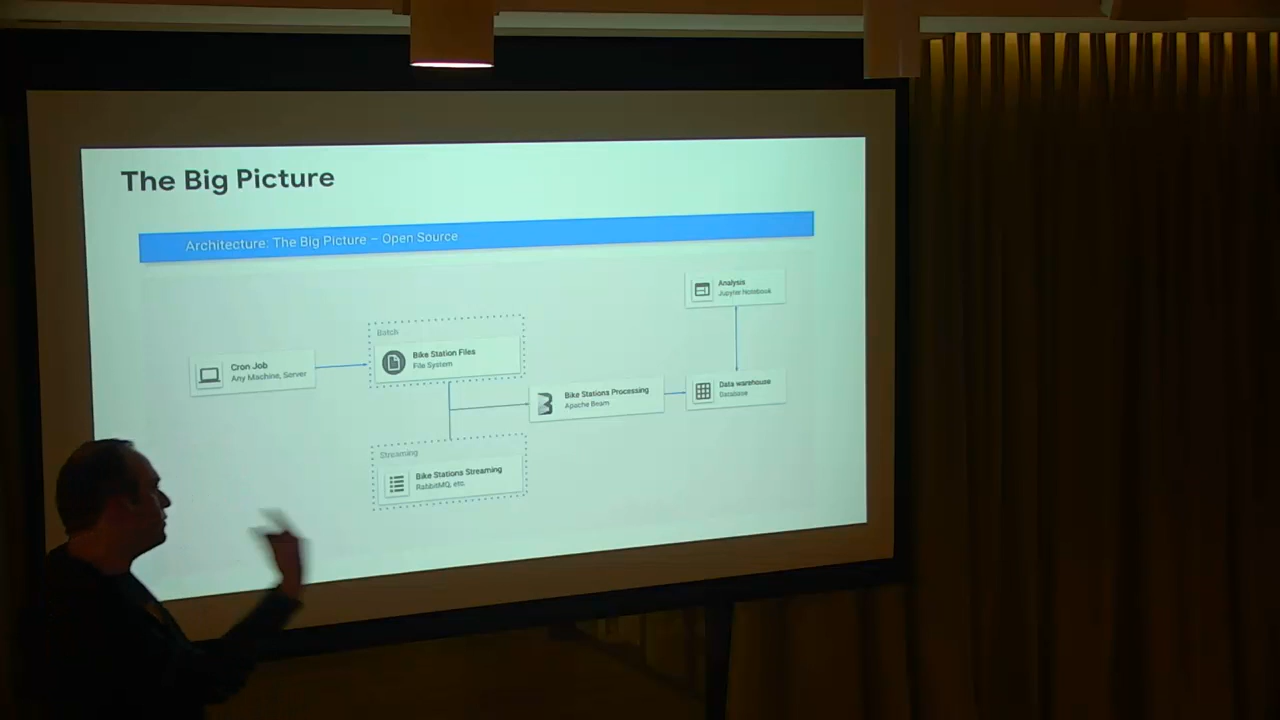 The Big Picture
Architecture: The Big Picture – Open Source
Analysis
Jupyter Notebook
Batch
Bike Station Files
File System
Cron Job
Any Machine, Server
Bike Stations Processing
Apache Beam
Data warehouse
Database
Streaming
Bike Stations Streaming
RabbitMQ, etc.